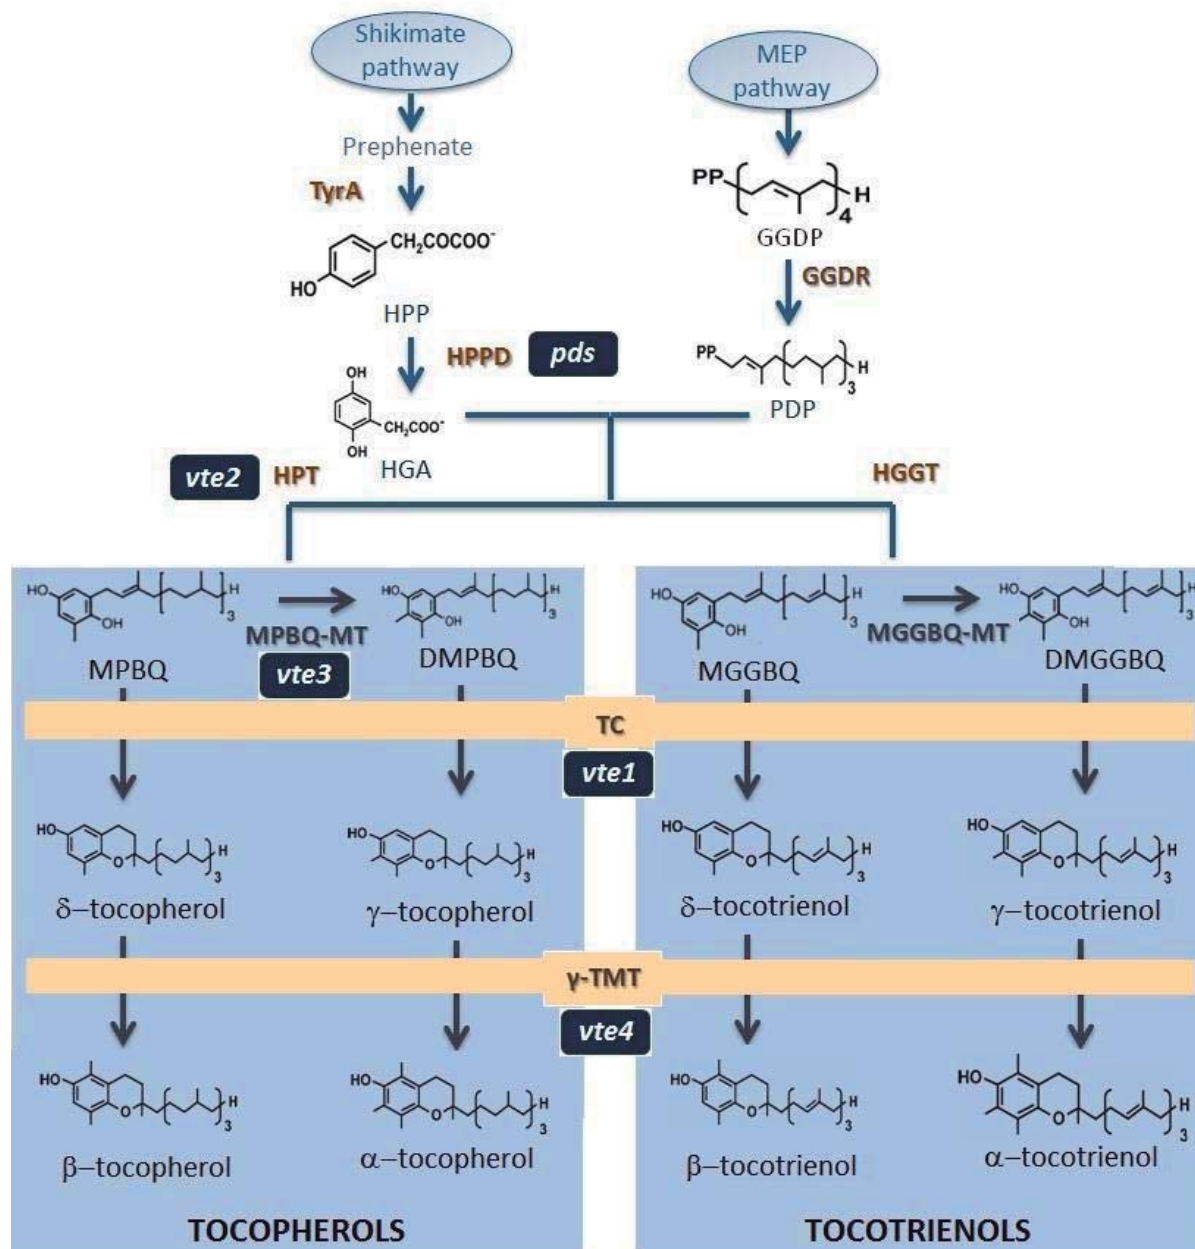 Shikimate
pathway
MEP
pathway
Prephenate
TyrA
PP
H
4
GGDP
CH₂COCOO⁻
HO
HPP
GGDR
HPPD
pds
PP
H
3
PDP
OH
CH₂COO⁻
OH
HGA
vte2
HPT
HGGT
HO
OH
H
3
MPBQ
MPBQ-MT
vte3
HO
OH
H
3
DMPBQ
HO
OH
H
3
MGGBQ
MGGBQ-MT
HO
OH
H
3
DMGGBQ
TC
vte1
HO
O
H
3
δ–tocopherol
HO
O
H
3
γ–tocopherol
HO
O
H
3
δ–tocotrienol
HO
O
H
3
γ–tocotrienol
γ-TMT
vte4
HO
O
H
3
β–tocopherol
HO
O
H
3
α–tocopherol
HO
O
H
3
β–tocotrienol
HO
O
H
3
α–tocotrienol
TOCOPHEROLS
TOCOTRIENOLS